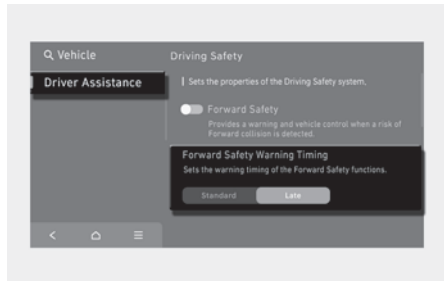 Vehicle
Driving Safety
Driver Assistance
Sets the properties of the Driving Safety system.
Forward Safety
Provides a warning and vehicle control when a risk of
Forward collision is detected.
Forward Safety Warning Timing
Sets the warning timing of the Forward Safety functions.
Standard
Late